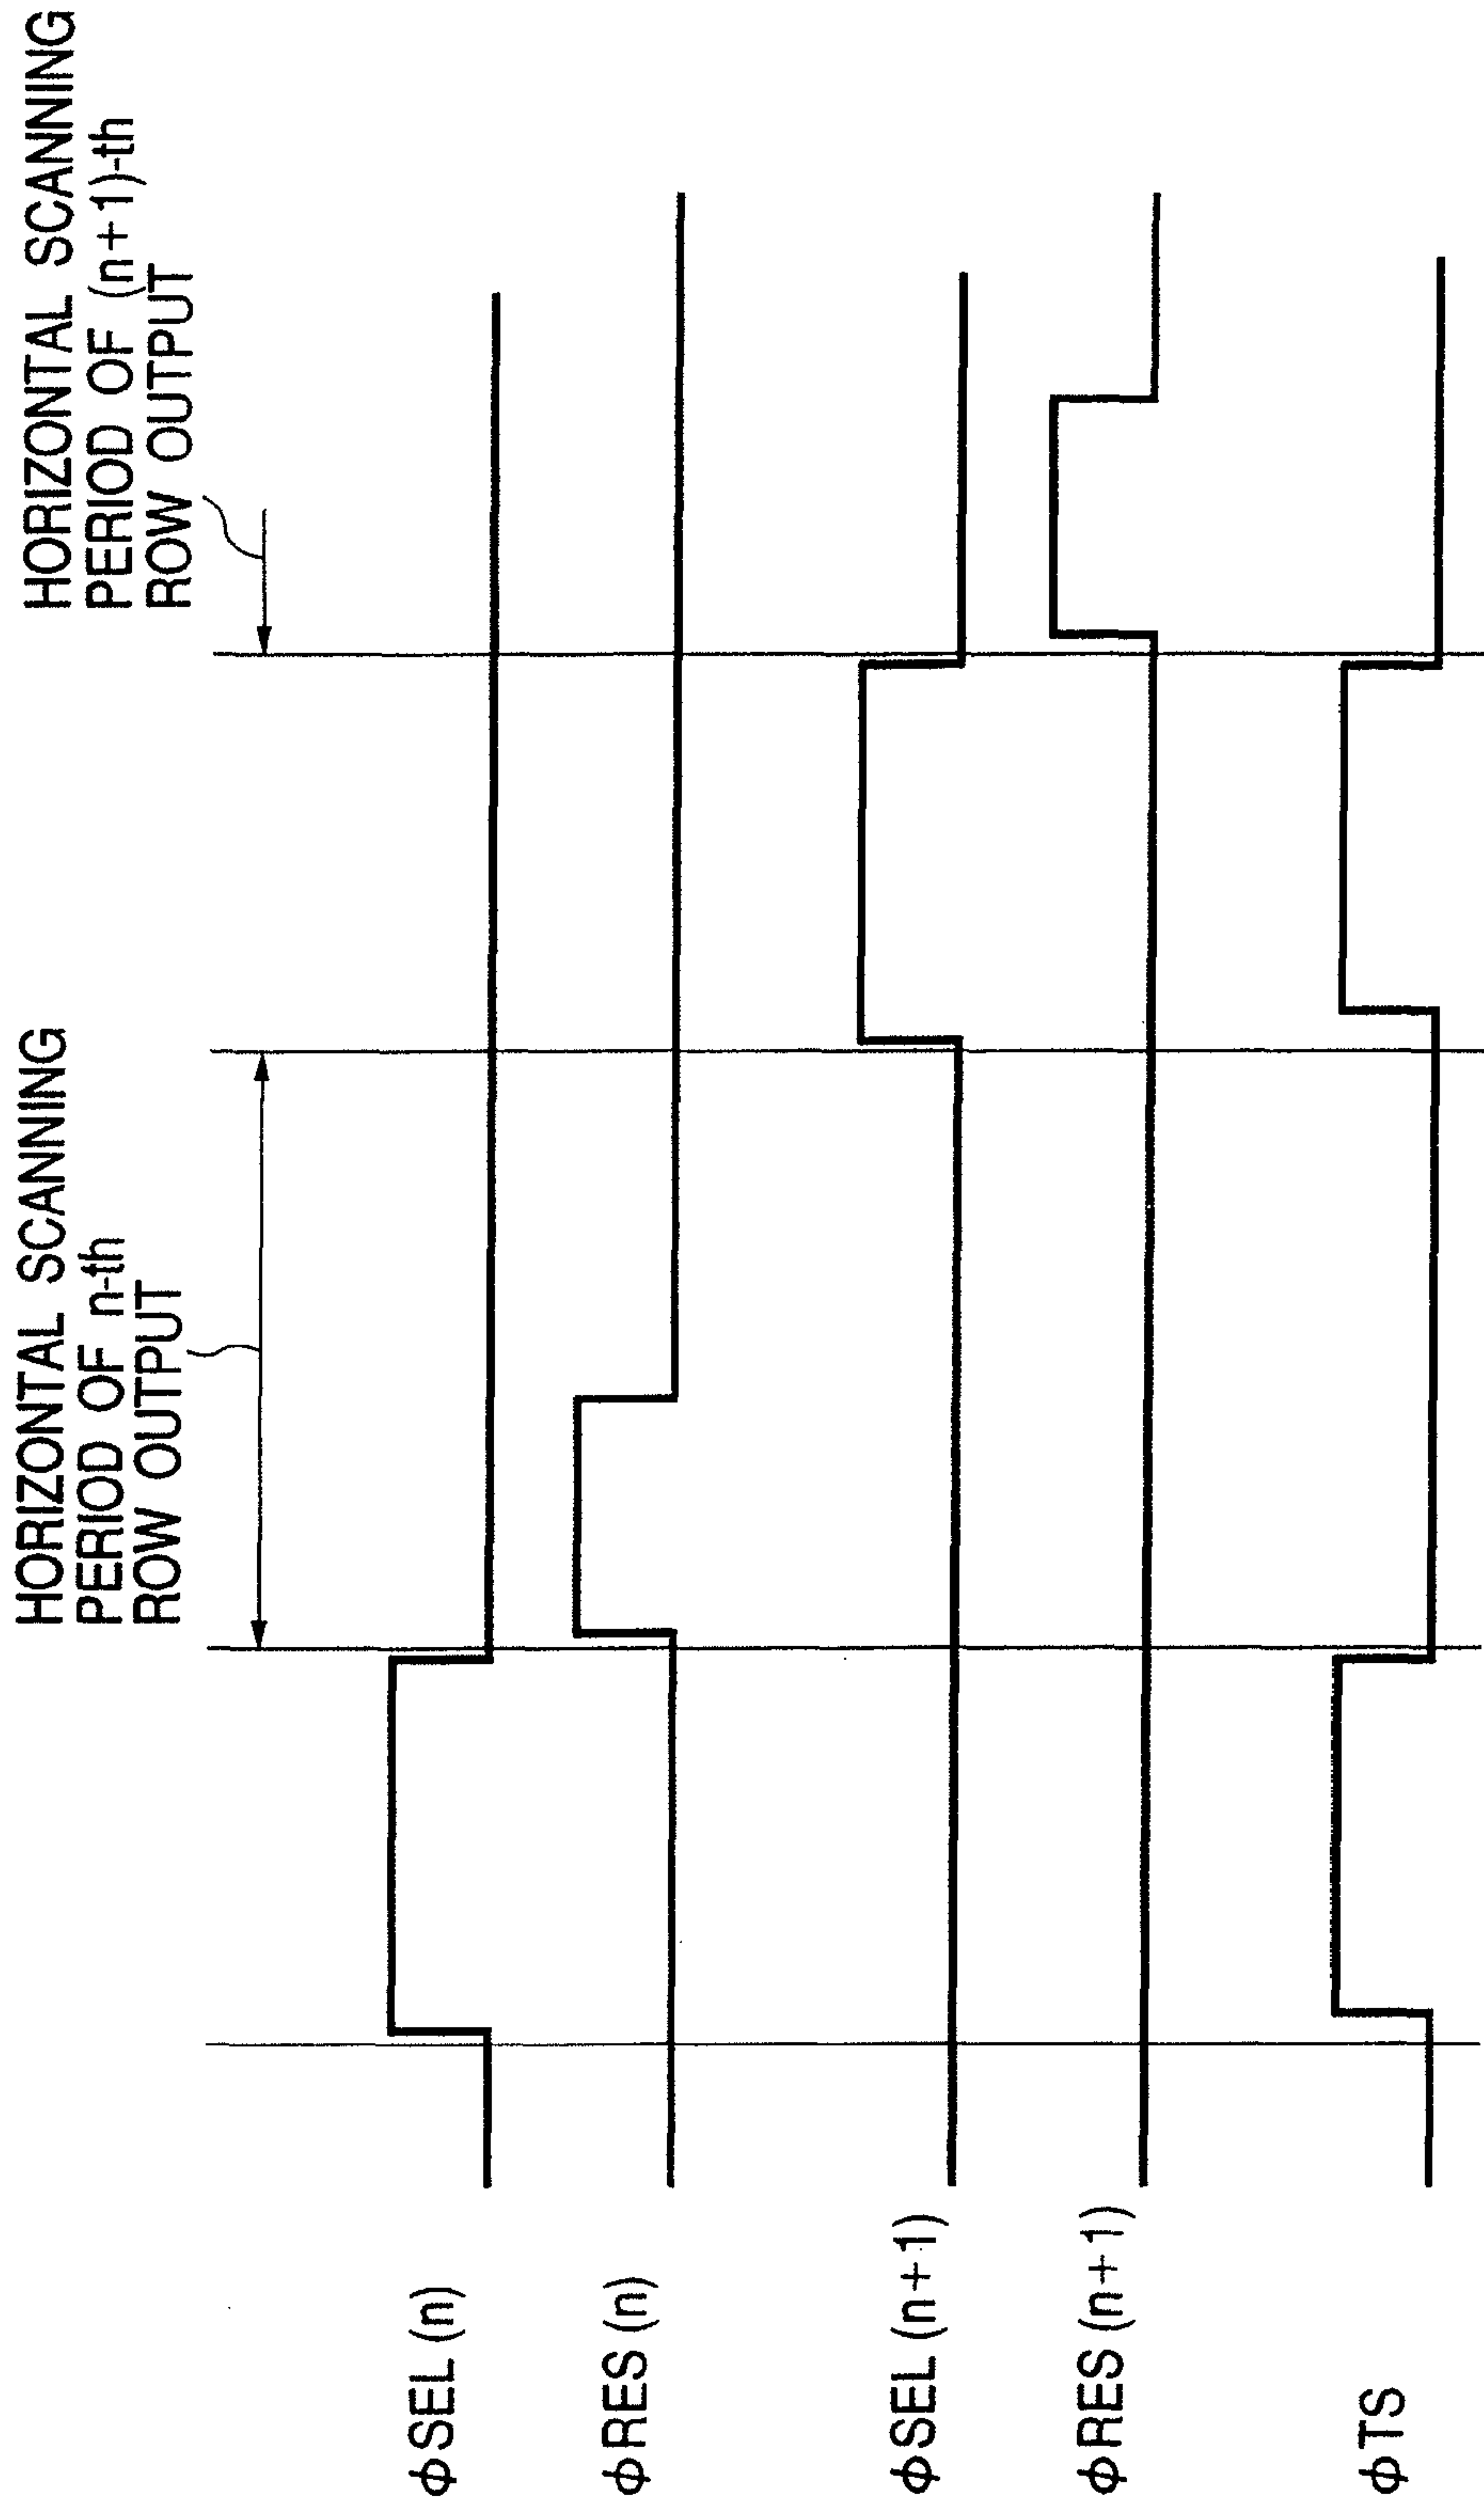 HORIZONTAL SCANNING
PERIOD OF n-th
ROW OUTPUT
HORIZONTAL SCANNING
PERIOD OF (n+1)-th
ROW OUTPUT
ϕSEL (n)
ϕRES (n)
ϕSEL (n+1)
ϕRES (n+1)
ϕTS